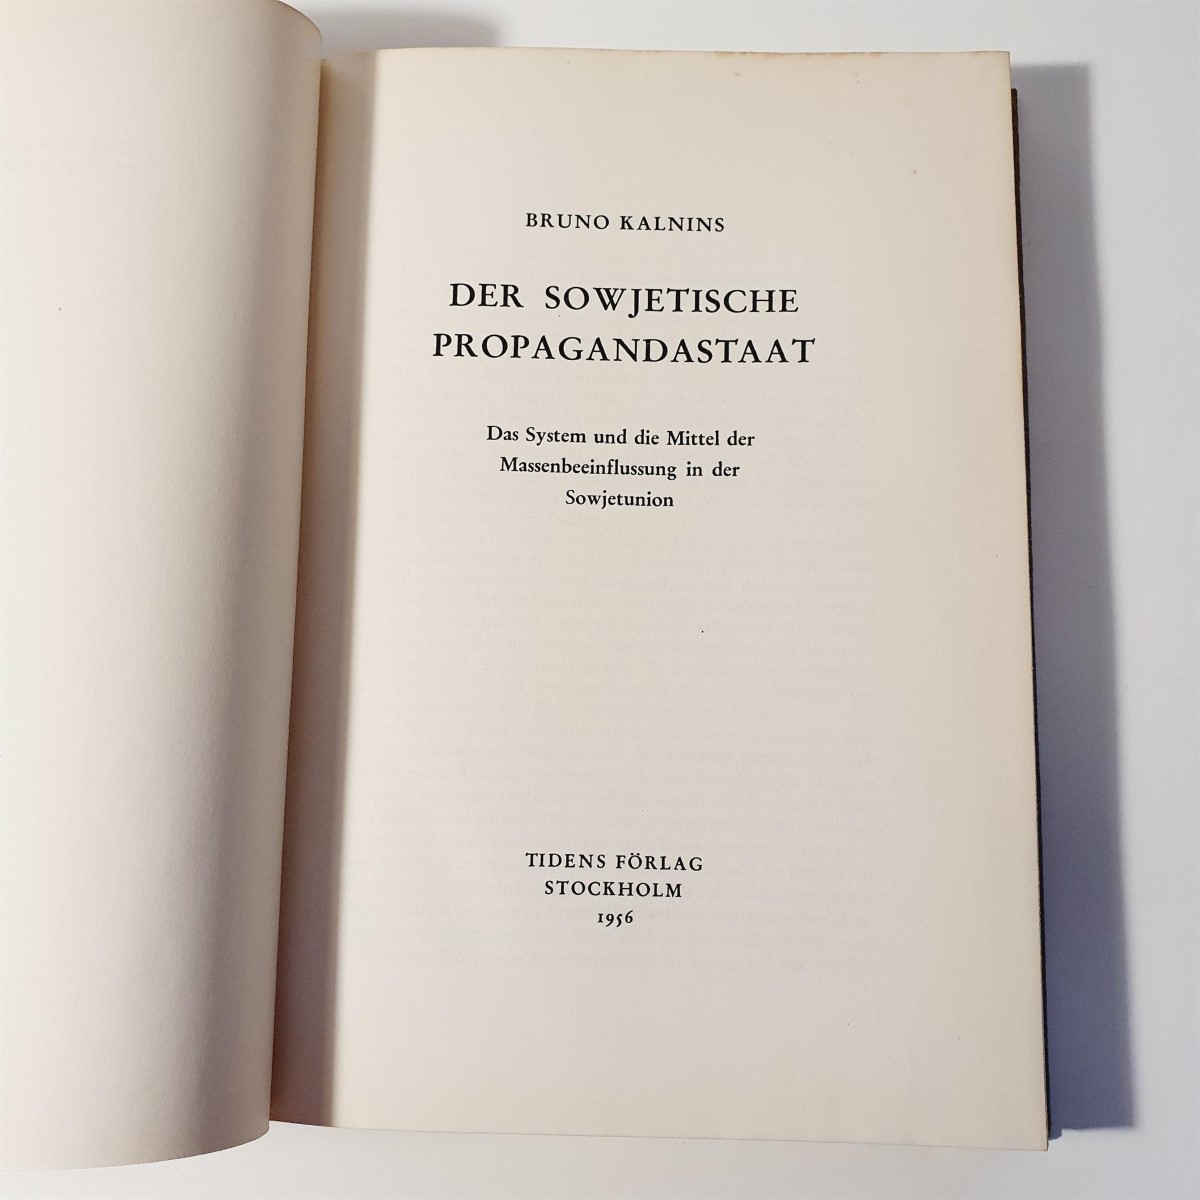 BRUNO KALNINS
DER SOWJETISCHE
PROPAGANDASTAAT
Das System und die Mittel der
Massenbeeinflussung in der
Sowjetunion
TIDENS FÖRLAG
STOCKHOLM
1956